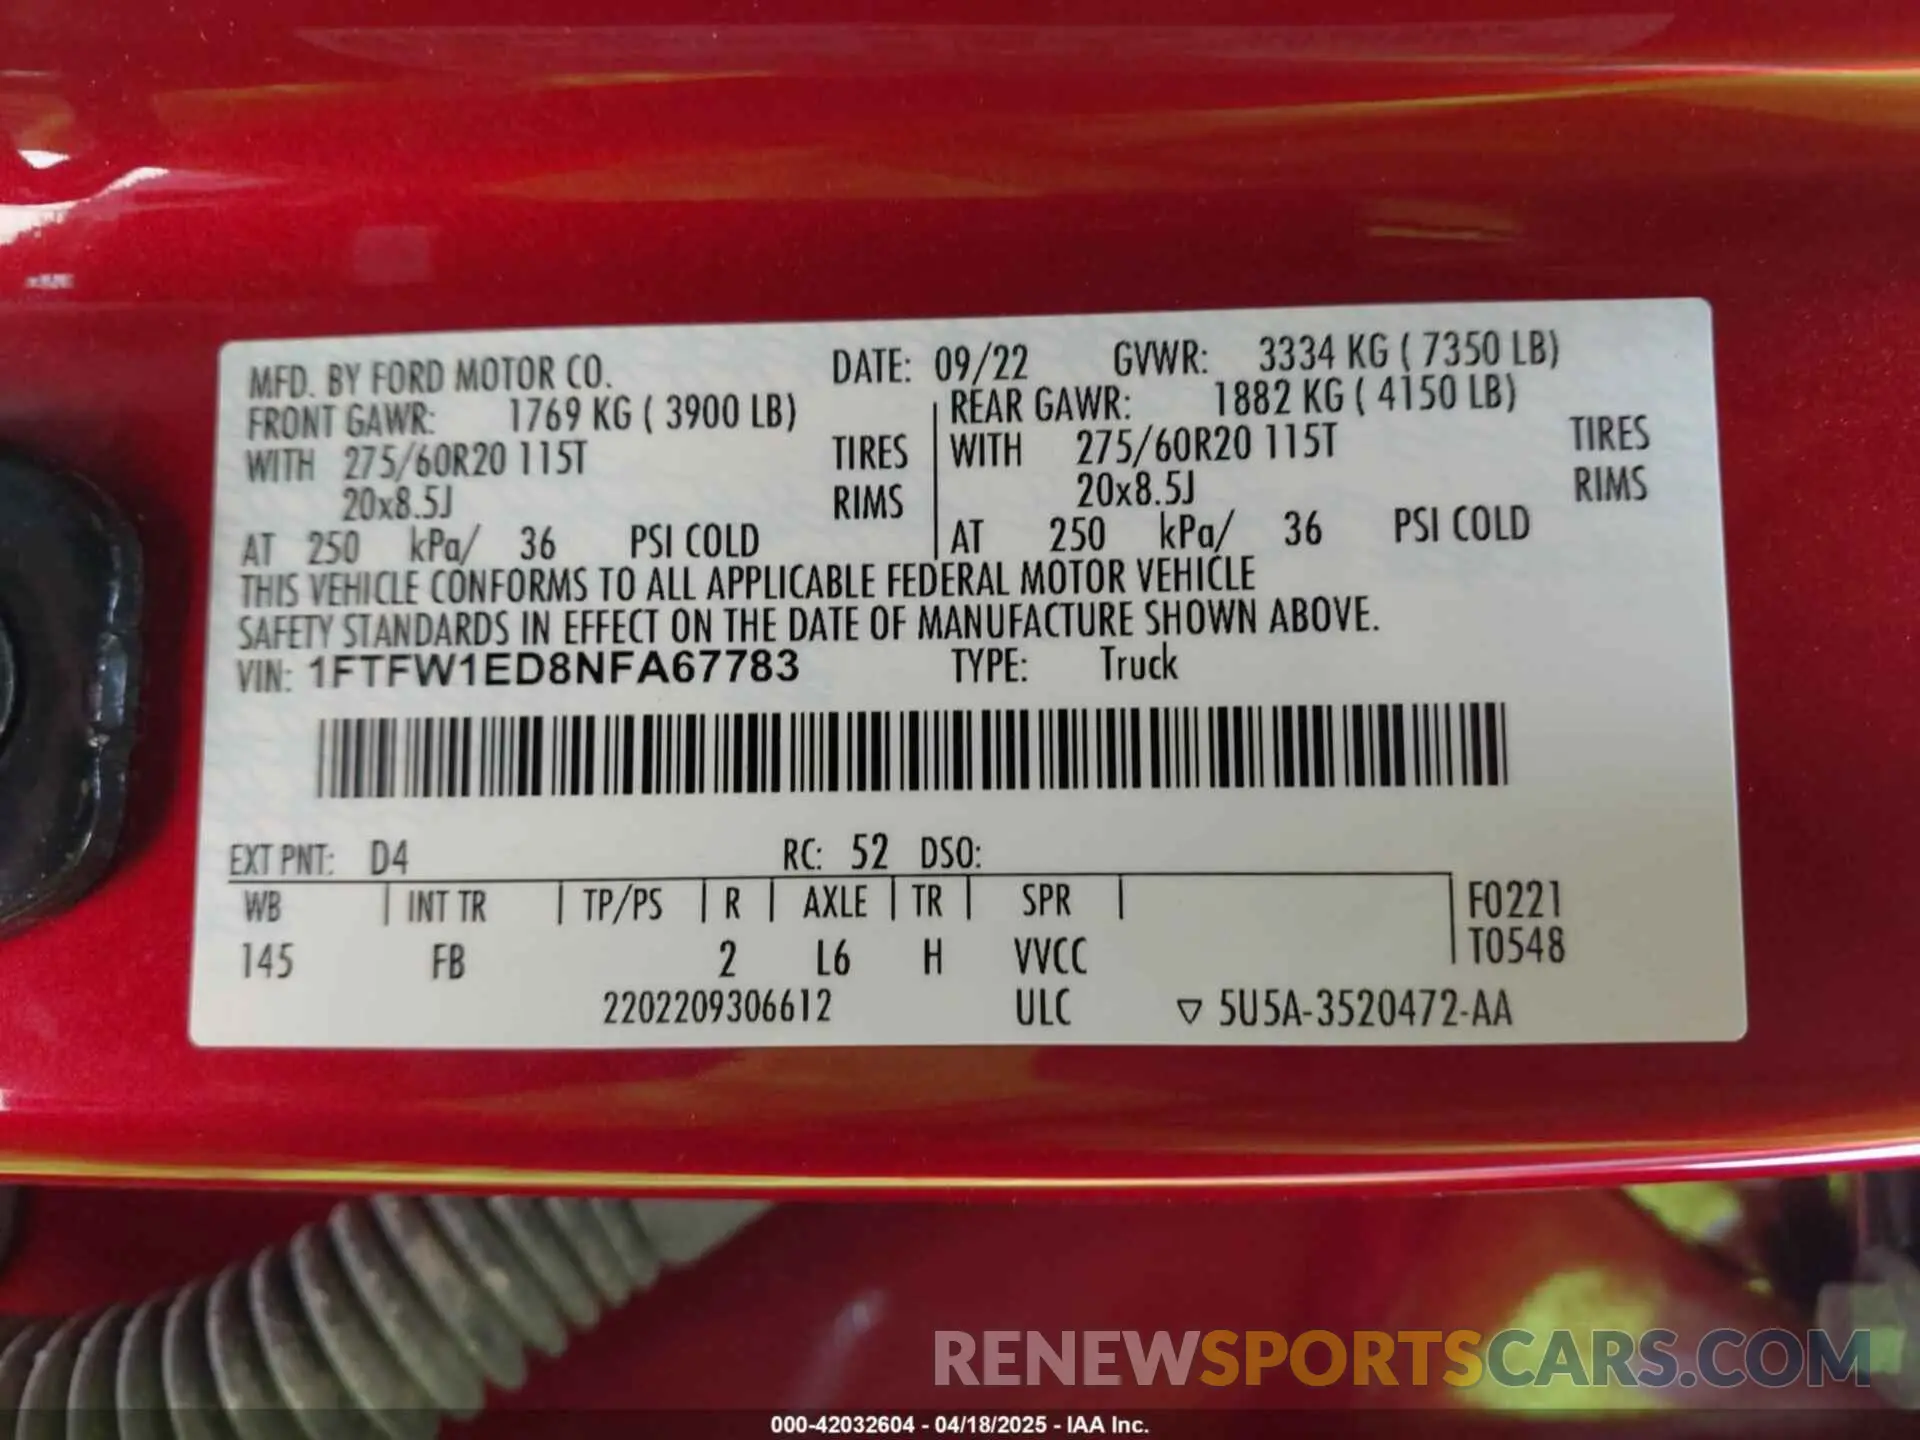 MFD. BY FORD MOTOR CO. DATE: 09/22 GVWR: 3334 KG ( 7350 LB)
FRONT GAWR: 1769 KG ( 3900 LB) REAR GAWR: 1882 KG ( 4150 LB)
WITH 275/60R20 115T TIRES WITH 275/60R20 115T TIRES
20x8.5J RIMS 20x8.5J RIMS
AT 250 kPa/ 36 PSI COLD AT 250 kPa/ 36 PSI COLD
THIS VEHICLE CONFORMS TO ALL APPLICABLE FEDERAL MOTOR VEHICLE
SAFETY STANDARDS IN EFFECT ON THE DATE OF MANUFACTURE SHOWN ABOVE.
VIN: 1FTFW1ED8NFA67783 TYPE: Truck
EXT PNT: D4 RC: 52 DSO:
WB INT TR TP/PS R AXLE TR SPR F0221
145 FB 2 L6 H VVCC T0548
2202209306612 ULC ▽ 5U5A-3520472-AA
RENEWSPORTSCARS.COM
000-42032604 - 04/18/2025 - IAA Inc.